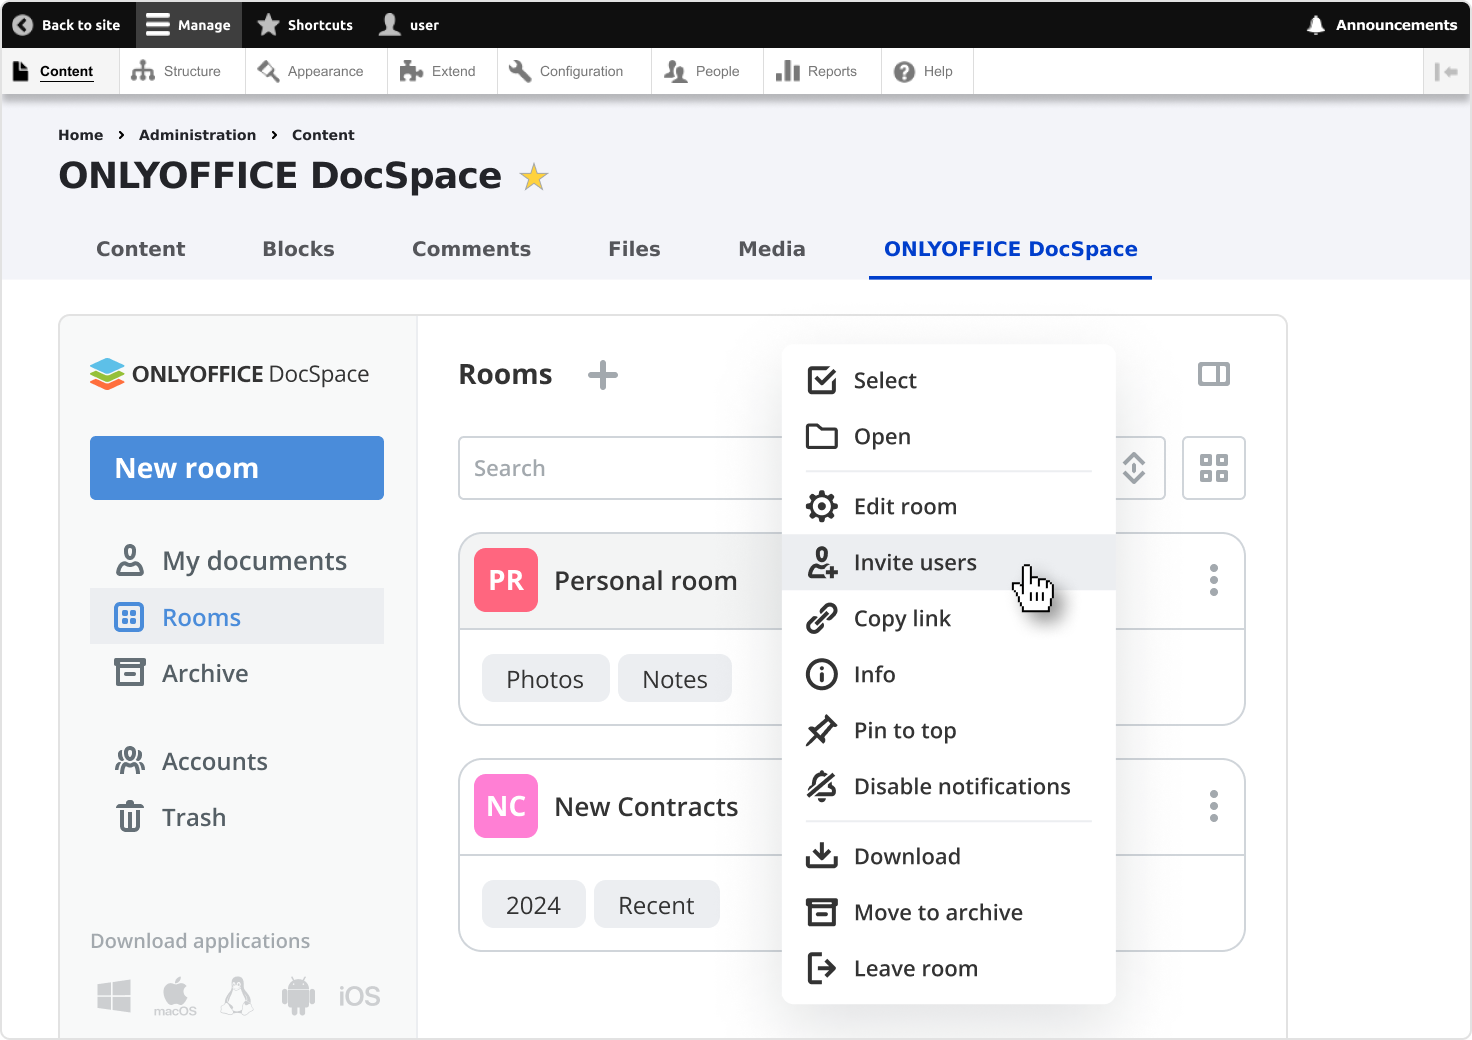 Back to site Manage Shortcuts user Announcements
Content Structure Appearance Extend Configuration People Reports Help
Home › Administration › Content
ONLYOFFICE DocSpace
Content Blocks Comments Files Media ONLYOFFICE DocSpace
ONLYOFFICE DocSpace
New room
My documents
Rooms
Archive
Accounts
Trash
Download applications
macOS
iOS
Rooms
Search
PR Personal room
Photos Notes
NC New Contracts
2024 Recent
Select
Open
Edit room
Invite users
Copy link
Info
Pin to top
Disable notifications
Download
Move to archive
Leave room